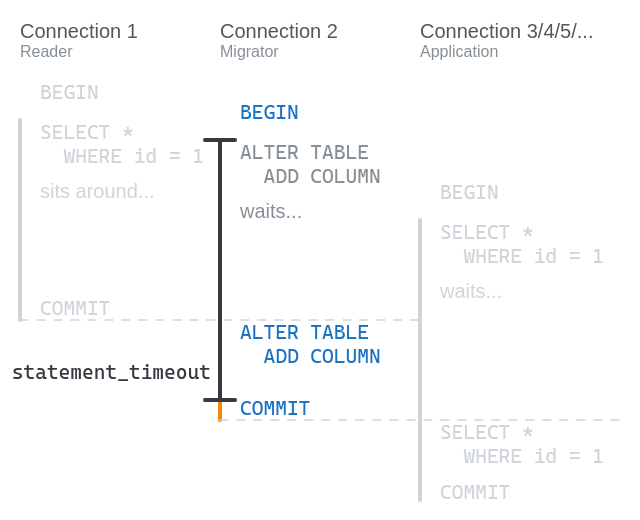 Connection 1
Reader
BEGIN
SELECT *
WHERE id = 1
sits around...
COMMIT
Connection 2
Migrator
BEGIN
ALTER TABLE
ADD COLUMN
waits...
ALTER TABLE
ADD COLUMN
statement_timeout
COMMIT
Connection 3/4/5/...
Application
BEGIN
SELECT *
WHERE id = 1
waits...
SELECT *
WHERE id = 1
COMMIT